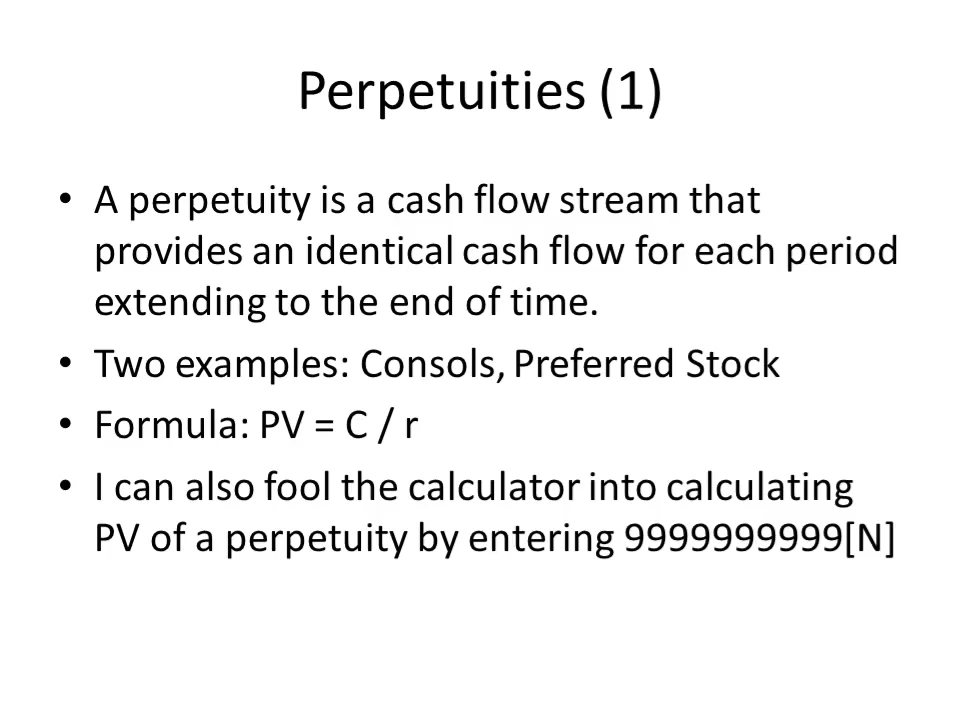 Perpetuities (1)
• A perpetuity is a cash flow stream that
provides an identical cash flow for each period
extending to the end of time.
• Two examples: Consols, Preferred Stock
• Formula: PV = C / r
• I can also fool the calculator into calculating
PV of a perpetuity by entering 9999999999[N]